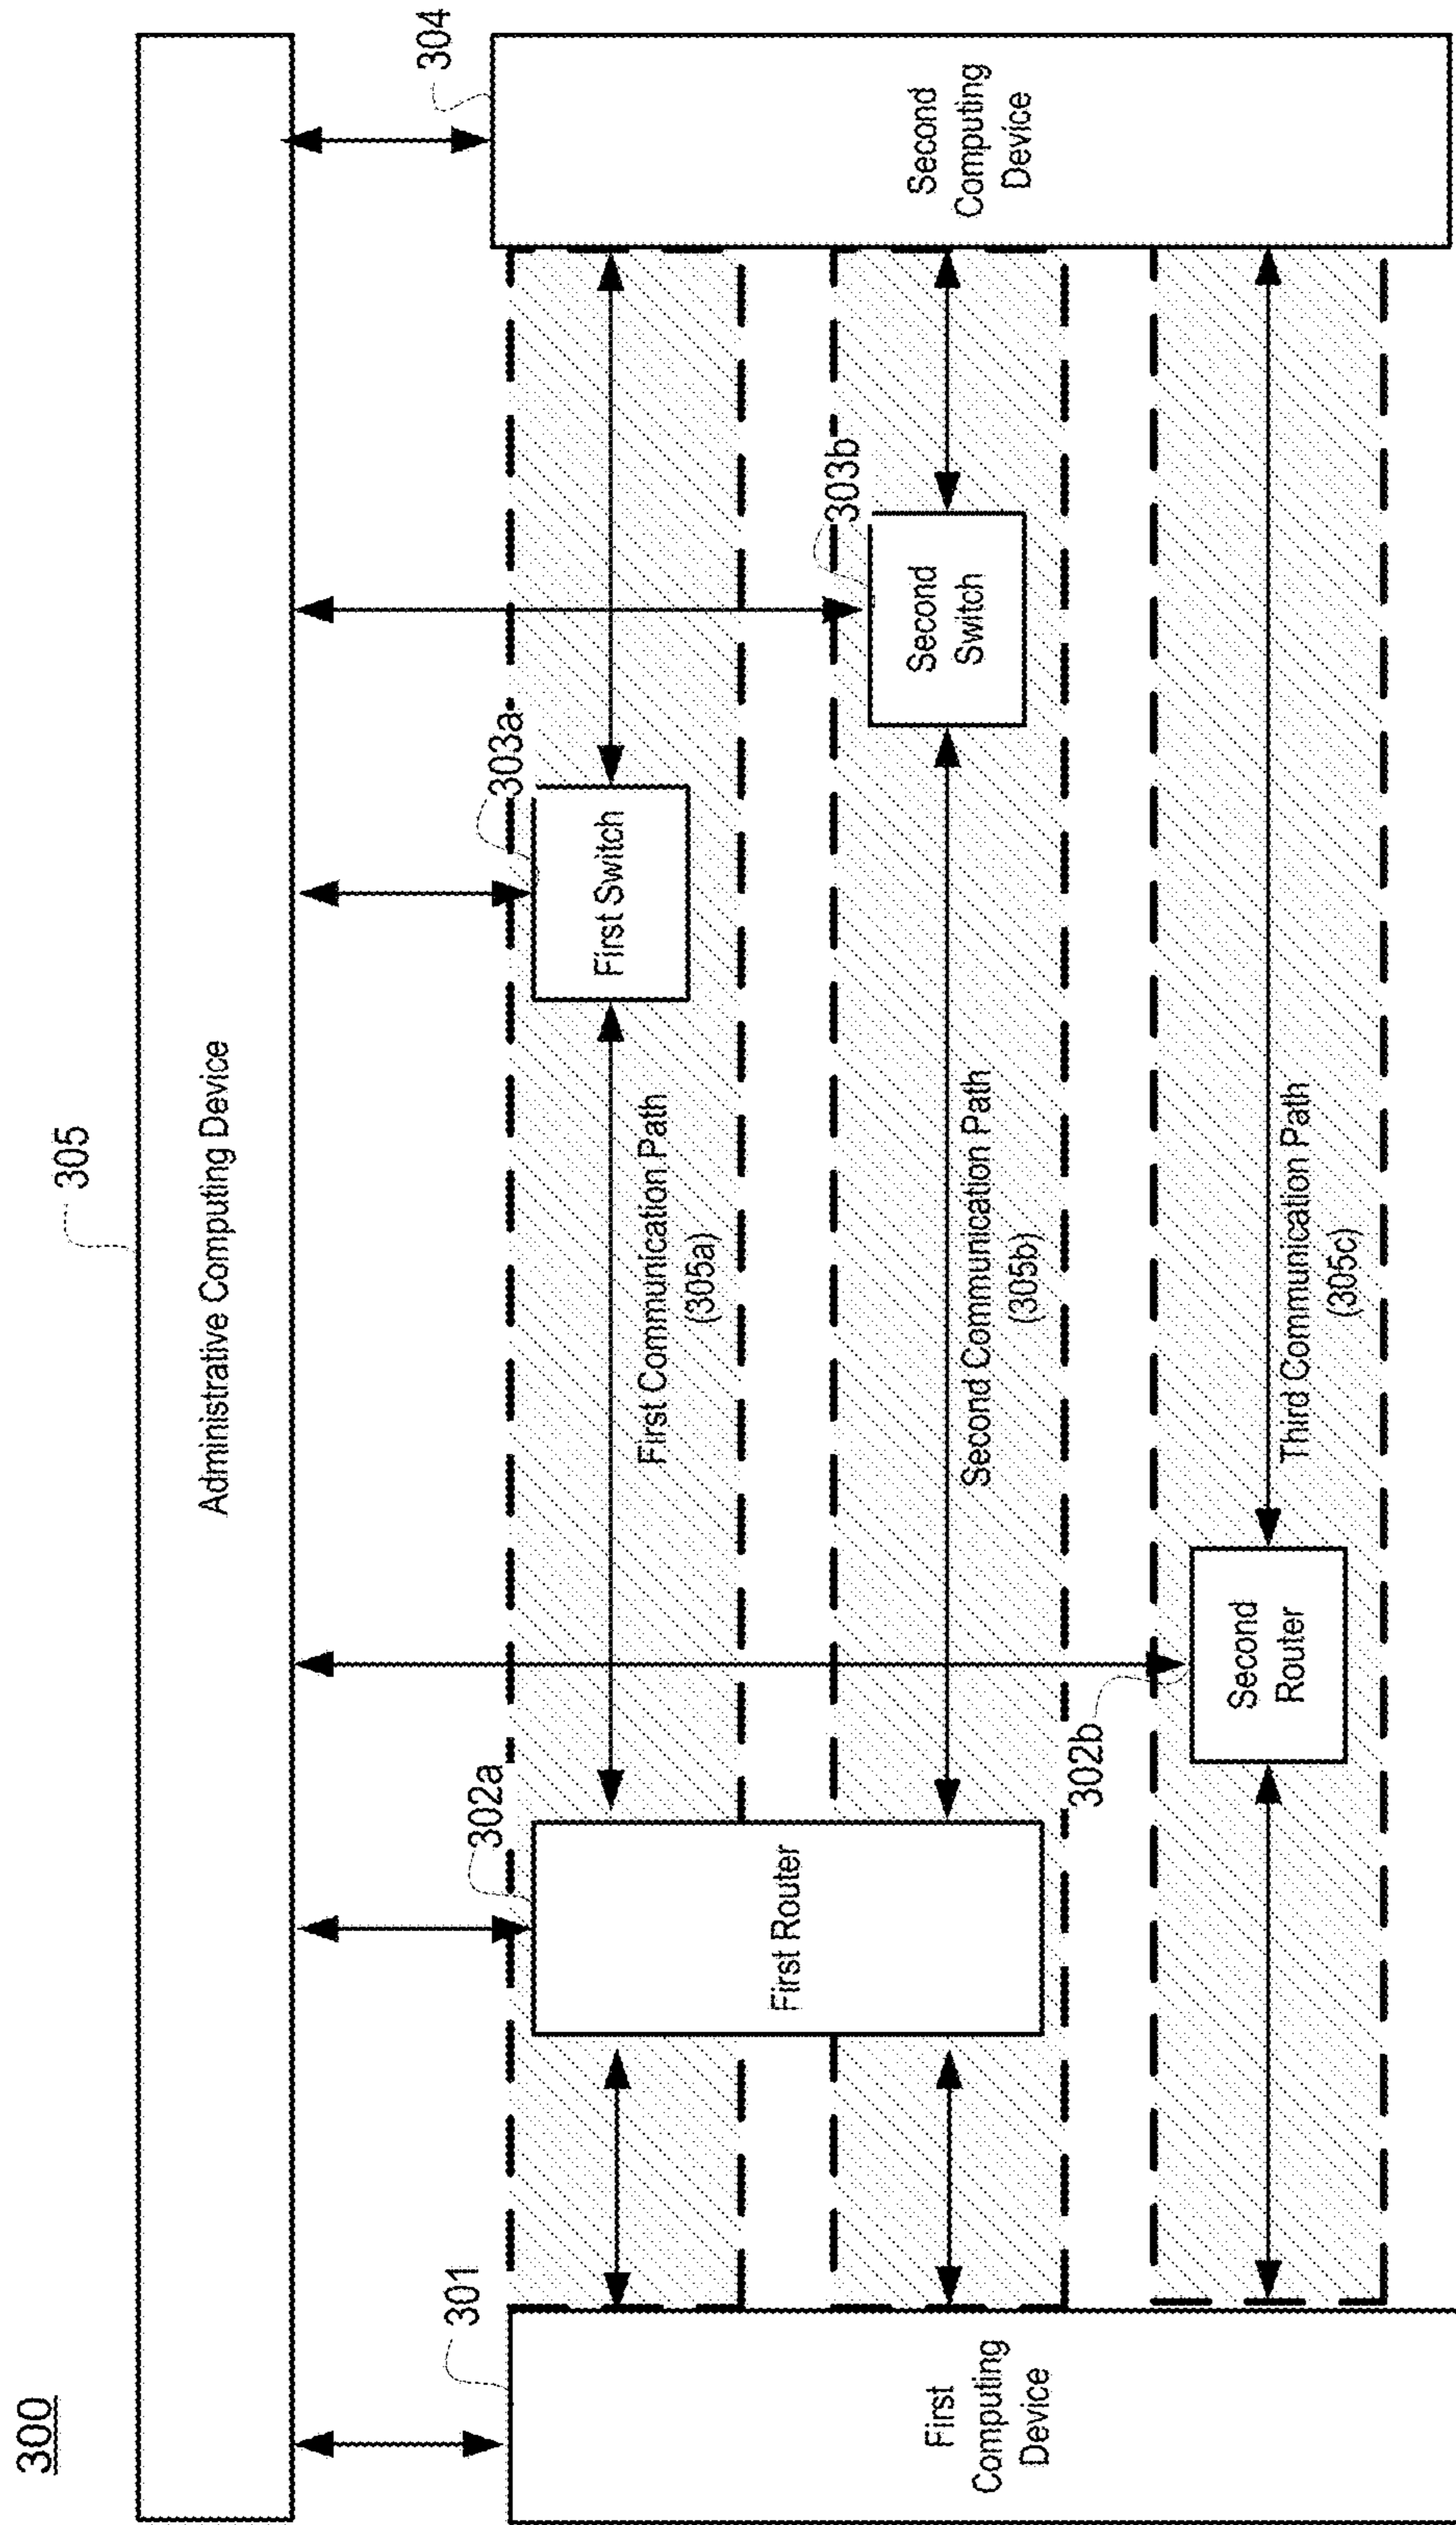 300
305
Administrative Computing Device
301
302a
303a
304
First
Computing
Device
First Router
First Switch
First Communication Path
(305a)
303b
Second
Switch
Second Communication Path
(305b)
302b
Second
Router
Third Communication Path
(305c)
Second
Computing
Device